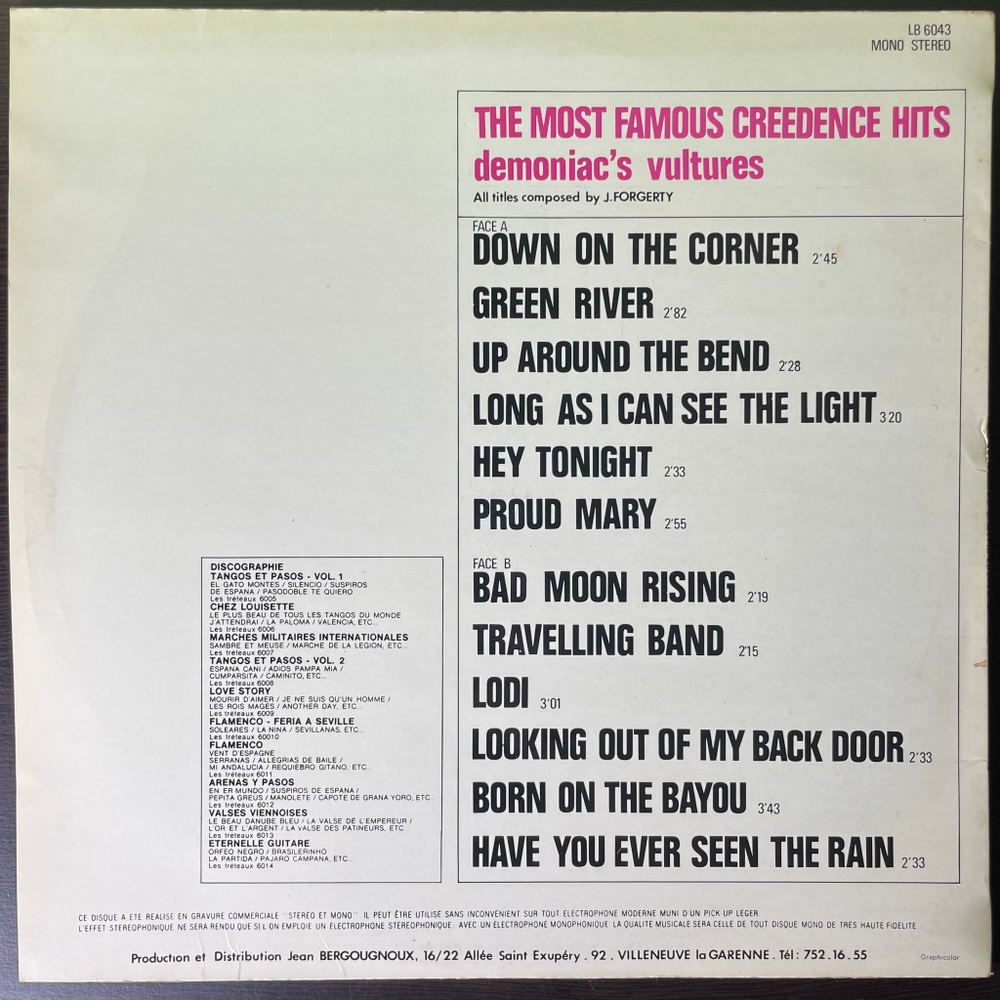 LB 6043
MONO STEREO
THE MOST FAMOUS CREEDENCE HITS
demoniac's vultures
All titles composed by J.FORGERTY
FACE A
DOWN ON THE CORNER 2'45
GREEN RIVER 2'82
UP AROUND THE BEND 2'28
LONG AS I CAN SEE THE LIGHT 3 20
HEY TONIGHT 2'33
PROUD MARY 2'55
FACE B
BAD MOON RISING 2'19
TRAVELLING BAND 2'15
LODI 3'01
LOOKING OUT OF MY BACK DOOR 2'33
BORN ON THE BAYOU 3'43
HAVE YOU EVER SEEN THE RAIN 2'33
DISCOGRAPHIE
TANGOS ET PASOS - VOL. 1
EL GATO MONTES / SILENCIO / SUSPIROS
DE ESPANA / PASODOBLE TE QUIERO
Les tréteaux 6005
CHEZ LOUISETTE
LE PLUS BEAU DE TOUS LES TANGOS DU MONDE
J'ATTENDRAI / LA PALOMA / VALENCIA, ETC...
Les tréteaux 6006
MARCHES MILITAIRES INTERNATIONALES
SAMBRE ET MEUSE / MARCHE DE LA LEGION, ETC...
Les tréteaux 6007
TANGOS ET PASOS - VOL. 2
ESPANA CANI / ADIOS PAMPA MIA /
CUMPARSITA / CAMINITO, ETC...
Les tréteaux 6008
LOVE STORY
MOURIR D'AIMER / JE NE SUIS QU'UN HOMME /
LES ROIS MAGES / ANOTHER DAY, ETC...
Les tréteaux 6009
FLAMENCO - FERIA A SEVILLE
SOLEARES / LA NINA / SEVILLANAS, ETC...
Les tréteaux 60010
FLAMENCO
VENT D'ESPAGNE
SERRANAS / ALLEGRIAS DE BAILE /
MI ANDALUCIA / REQUIEBRO GITANO, ETC...
Les tréteaux 6011
ARENAS Y PASOS
EN ER MUNDO / SUSPIROS DE ESPANA /
PEPITA GREUS / MANOLETE / CAPOTE DE GRANA YORO, ETC...
Les tréteaux 6012
VALSES VIENNOISES
LE BEAU DANUBE BLEU / LA VALSE DE L'EMPEREUR /
L'OR ET L'ARGENT / LA VALSE DES PATINEURS, ETC...
Les tréteaux 6013
ETERNELLE GUITARE
ORFEO NEGRO / BRASILERINHO
LA PARTIDA / PAJARO CAMPANA, ETC...
Les tréteaux 6014
CE DISQUE A ETE REALISE EN GRAVURE COMMERCIALE "STEREO ET MONO" IL PEUT ÊTRE UTILISE SANS INCONVENIENT SUR TOUT ELECTROPHONE MODERNE MUNI D'UN PICK-UP LEGER
L'EFFET STEREOPHONIQUE NE SERA RENDU QUE SI L'ON EMPLOIE UN ELECTROPHONE STEREOPHONIQUE. AVEC UN ELECTROPHONE MONOPHONIQUE LA QUALITE MUSICALE SERA CELLE DE TOUT DISQUE MONO DE TRES HAUTE FIDELITE
Production et Distribution Jean BERGOUGNOUX, 16/22 Allée Saint Exupéry . 92 . VILLENEUVE la GARENNE . Tél : 752.16.55
Graphicolor